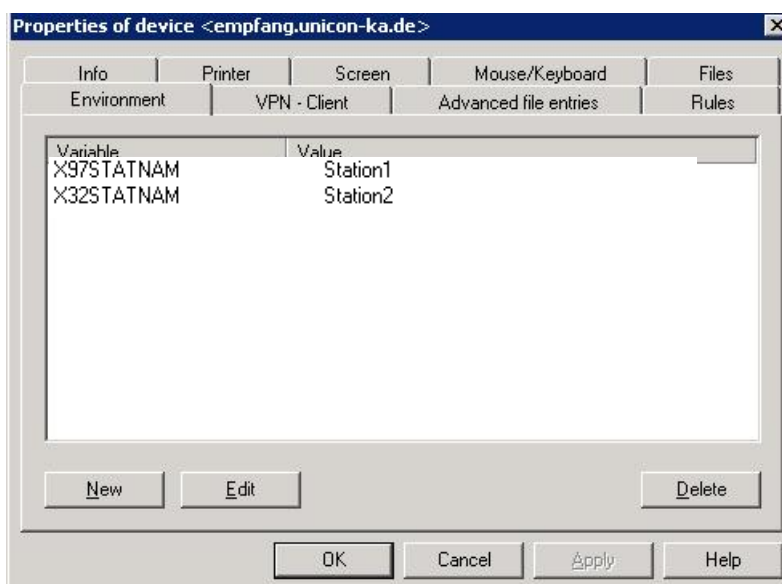 Properties of device <empfang.unicon-ka.de>
Info Printer Screen Mouse/Keyboard Files
Environment VPN - Client Advanced file entries Rules
Variable Value
X97STATNAM Station1
X32STATNAM Station2
New Edit Delete
OK Cancel Apply Help